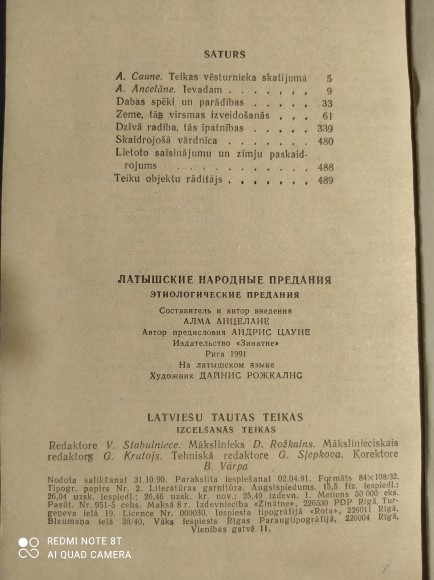 SATURS
A. Caune. Teikas vēsturnieka skatījumā 5
A. Ancelāne. Ievadam . . . . . . 9
Dabas spēki un parādības . . . . . 33
Zeme, tās virsmas izveidošanās . . . . 61
Dzīvā radība, tās īpatnības . . . . . 339
Skaidrojošā vārdnīca . . . . . . 480
Lietoto saīsinājumu un zīmju paskaid-
rojums . . . . . . . . . 488
Teiku objektu rādītājs . . . . . . 489
ЛАТЫШСКИЕ НАРОДНЫЕ ПРЕДАНИЯ
ЭТИОЛОГИЧЕСКИЕ ПРЕДАНИЯ
Составитель и автор введения
АЛМА АНЦЕЛАНЕ
Автор предисловия АНДРИС ЦАУНЕ
Издательство «Зинатне»
Рига 1991
На латышском языке
Художник ДАЙНИС РОЖКАЛНС
LATVIEŠU TAUTAS TEIKAS
IZCELŠANĀS TEIKAS
Redaktore V. Stabulniece. Mākslinieks D. Rožkalns. Mākslinieciskais
redaktors G. Krutojs. Tehniskā redaktore G. Sļepkova. Korektore
B. Vārpa
Nodota salikšanai 31.10.90. Parakstīta iespiešanai 02.04.91. Formāts 84×108/32.
Tipogr. papīrs Nr. 2. Literatūras garnitūra. Augstspiedums. 15,5 fiz. iespiedl.;
26,04 uzsk. iespiedl.; 26,46 uzsk. kr. nov.; 25,49 izdevn. l. Metiens 50 000 eks.
Pasūt. Nr. 951-5 Maksā 8 r. Izdevniecība «Zinātne», 226530 PDP Rīgā, Tur-
geņeva ielā 19. Licence Nr. 000030. Iespiesta tipogrāfijā «Rota», 226011 Rīgā,
Blaumaņa ielā 38/40, Vāks iespiests Rīgas Paraugtipogrāfijā, 226004 Rīgā,
Vienības gatvē 11.
REDMI NOTE 8T
AI QUAD CAMERA